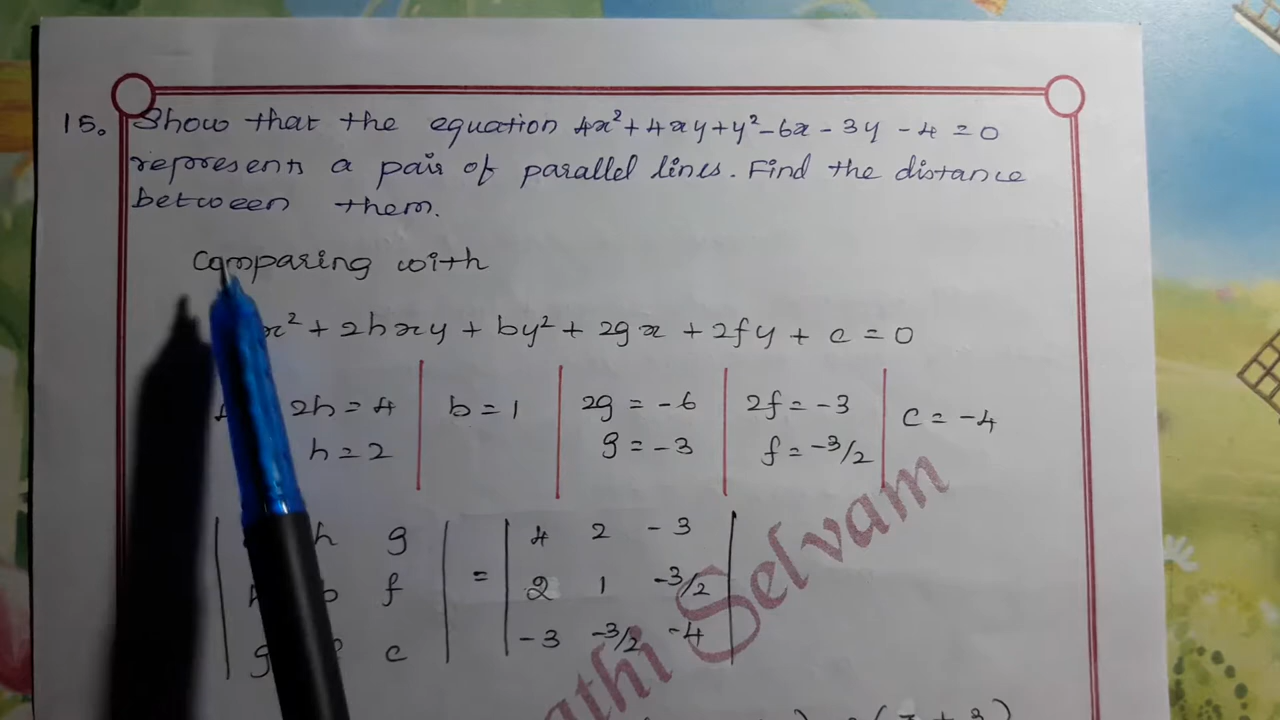 15. Show that the equation 4x²+4xy+y²-6x-3y-4=0
represents a pair of parallel lines. Find the distance
between them.
Comparing with
x² + 2hxy + by² + 2gx + 2fy + c = 0
2h = 4 | b = 1 | 2g = -6 | 2f = -3 | c = -4
h = 2 | g = -3 | f = -3/2
h g | = | 4 2 -3 |
f | 2 1 -3/2 |
g c | -3 -3/2 -4 |
athi Selvam